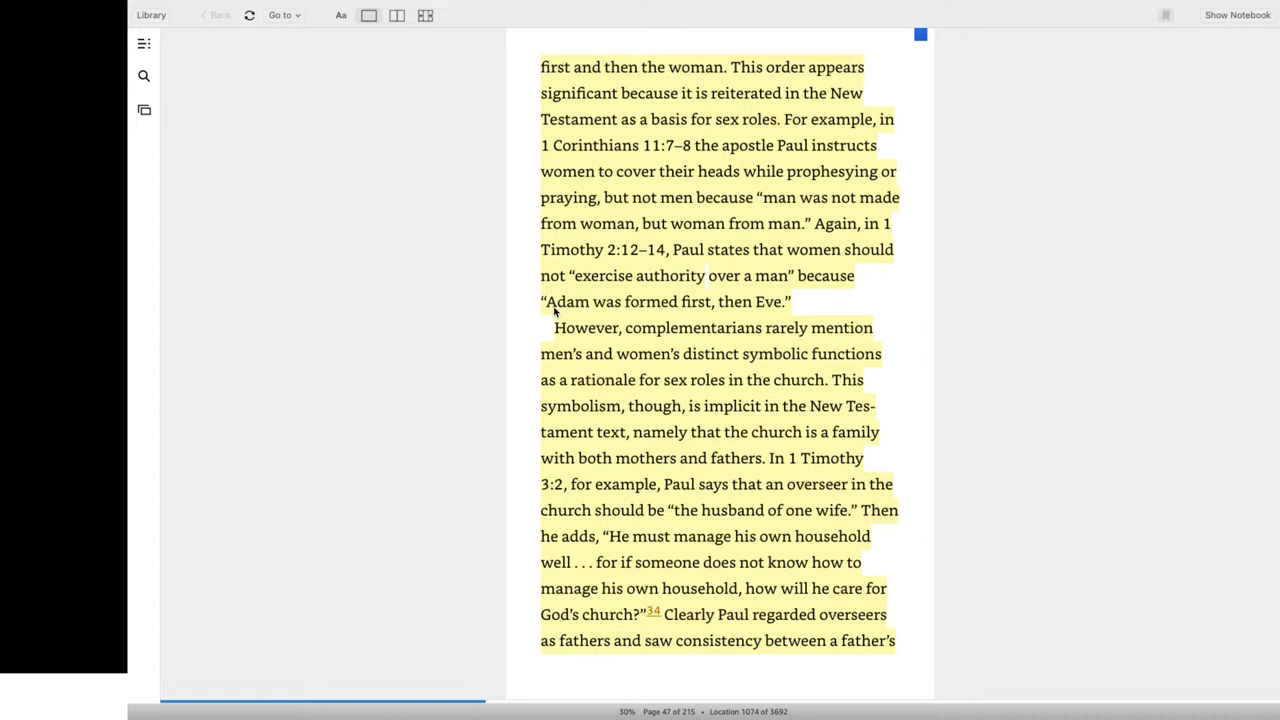 Library
Back
Go to
Aa
Show Notebook
first and then the woman. This order appears
significant because it is reiterated in the New
Testament as a basis for sex roles. For example, in
1 Corinthians 11:7–8 the apostle Paul instructs
women to cover their heads while prophesying or
praying, but not men because “man was not made
from woman, but woman from man.” Again, in 1
Timothy 2:12–14, Paul states that women should
not “exercise authority over a man” because
“Adam was formed first, then Eve.”
However, complementarians rarely mention
men’s and women’s distinct symbolic functions
as a rationale for sex roles in the church. This
symbolism, though, is implicit in the New Tes-
tament text, namely that the church is a family
with both mothers and fathers. In 1 Timothy
3:2, for example, Paul says that an overseer in the
church should be “the husband of one wife.” Then
he adds, “He must manage his own household
well . . . for if someone does not know how to
manage his own household, how will he care for
God’s church?”34 Clearly Paul regarded overseers
as fathers and saw consistency between a father’s
30% Page 47 of 215 • Location 1074 of 3692